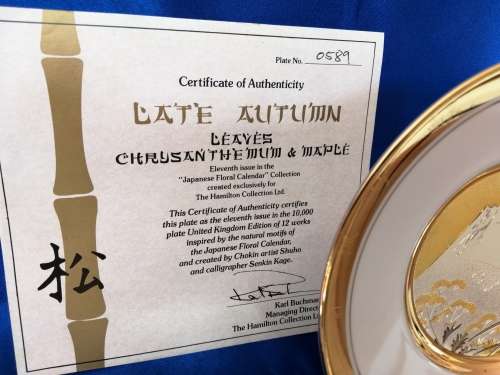 Plate No. 0589
Certificate of Authenticity
LATE AUTUMN
LEAVES
CHRYSANTHEMUM & MAPLE
Eleventh issue in the
"Japanese Floral Calendar" Collection
created exclusively for
The Hamilton Collection Ltd.
This Certificate of Authenticity certifies
this plate as the eleventh issue in the 10,000
plate United Kingdom Edition of 12 works
inspired by the natural motifs of
the Japanese Floral Calendar,
and created by Chokin artist Shuho
and calligrapher Senkin Kage.
松
Karl Buchman
Managing Direct
The Hamilton Collection L